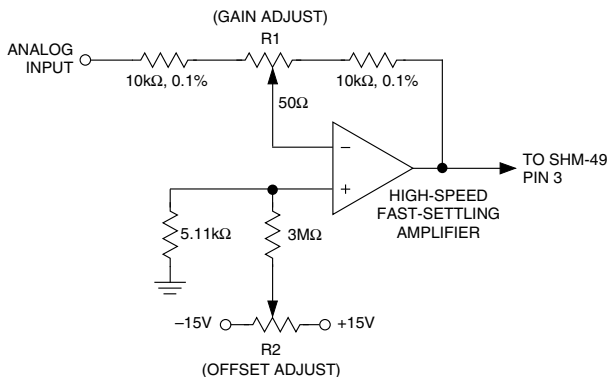 (GAIN ADJUST)
R1
ANALOG
INPUT
10kΩ, 0.1%
10kΩ, 0.1%
50Ω
−
+
TO SHM-49
PIN 3
HIGH-SPEED
FAST-SETTLING
AMPLIFIER
5.11kΩ
3MΩ
–15V
+15V
R2
(OFFSET ADJUST)